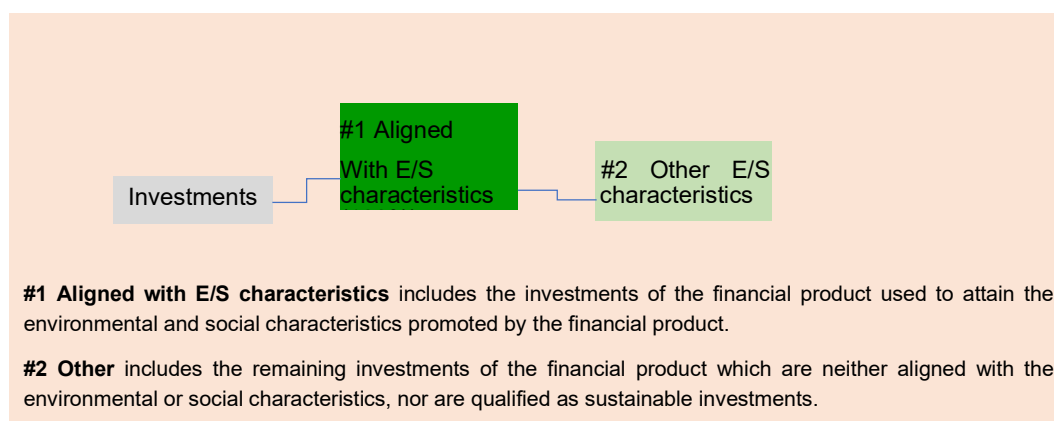 #1 Aligned
With E/S
characteristics
Investments
#2 Other E/S
characteristics
#1 Aligned with E/S characteristics includes the investments of the financial product used to attain the
environmental and social characteristics promoted by the financial product.
#2 Other includes the remaining investments of the financial product which are neither aligned with the
environmental or social characteristics, nor are qualified as sustainable investments.